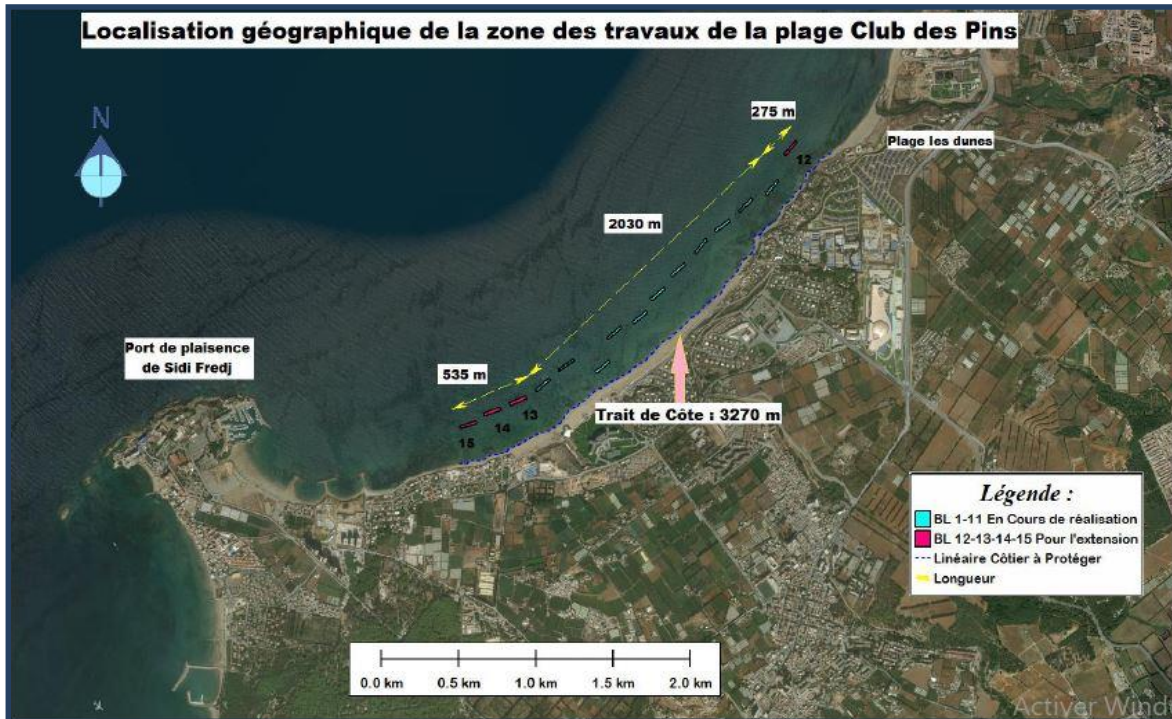 Localisation géographique de la zone des travaux de la plage Club des Pins
N
275 m
12
Plage les dunes
2030 m
Port de plaisence
de Sidi Fredj
535 m
13
14
15
Trait de Côte : 3270 m
Légende :
BL 1-11 En Cours de réalisation
BL 12-13-14-15 Pour l'extension
Linéaire Côtier à Protéger
Longueur
0.0 km 0.5 km 1.0 km 1.5 km 2.0 km
Activer Wind